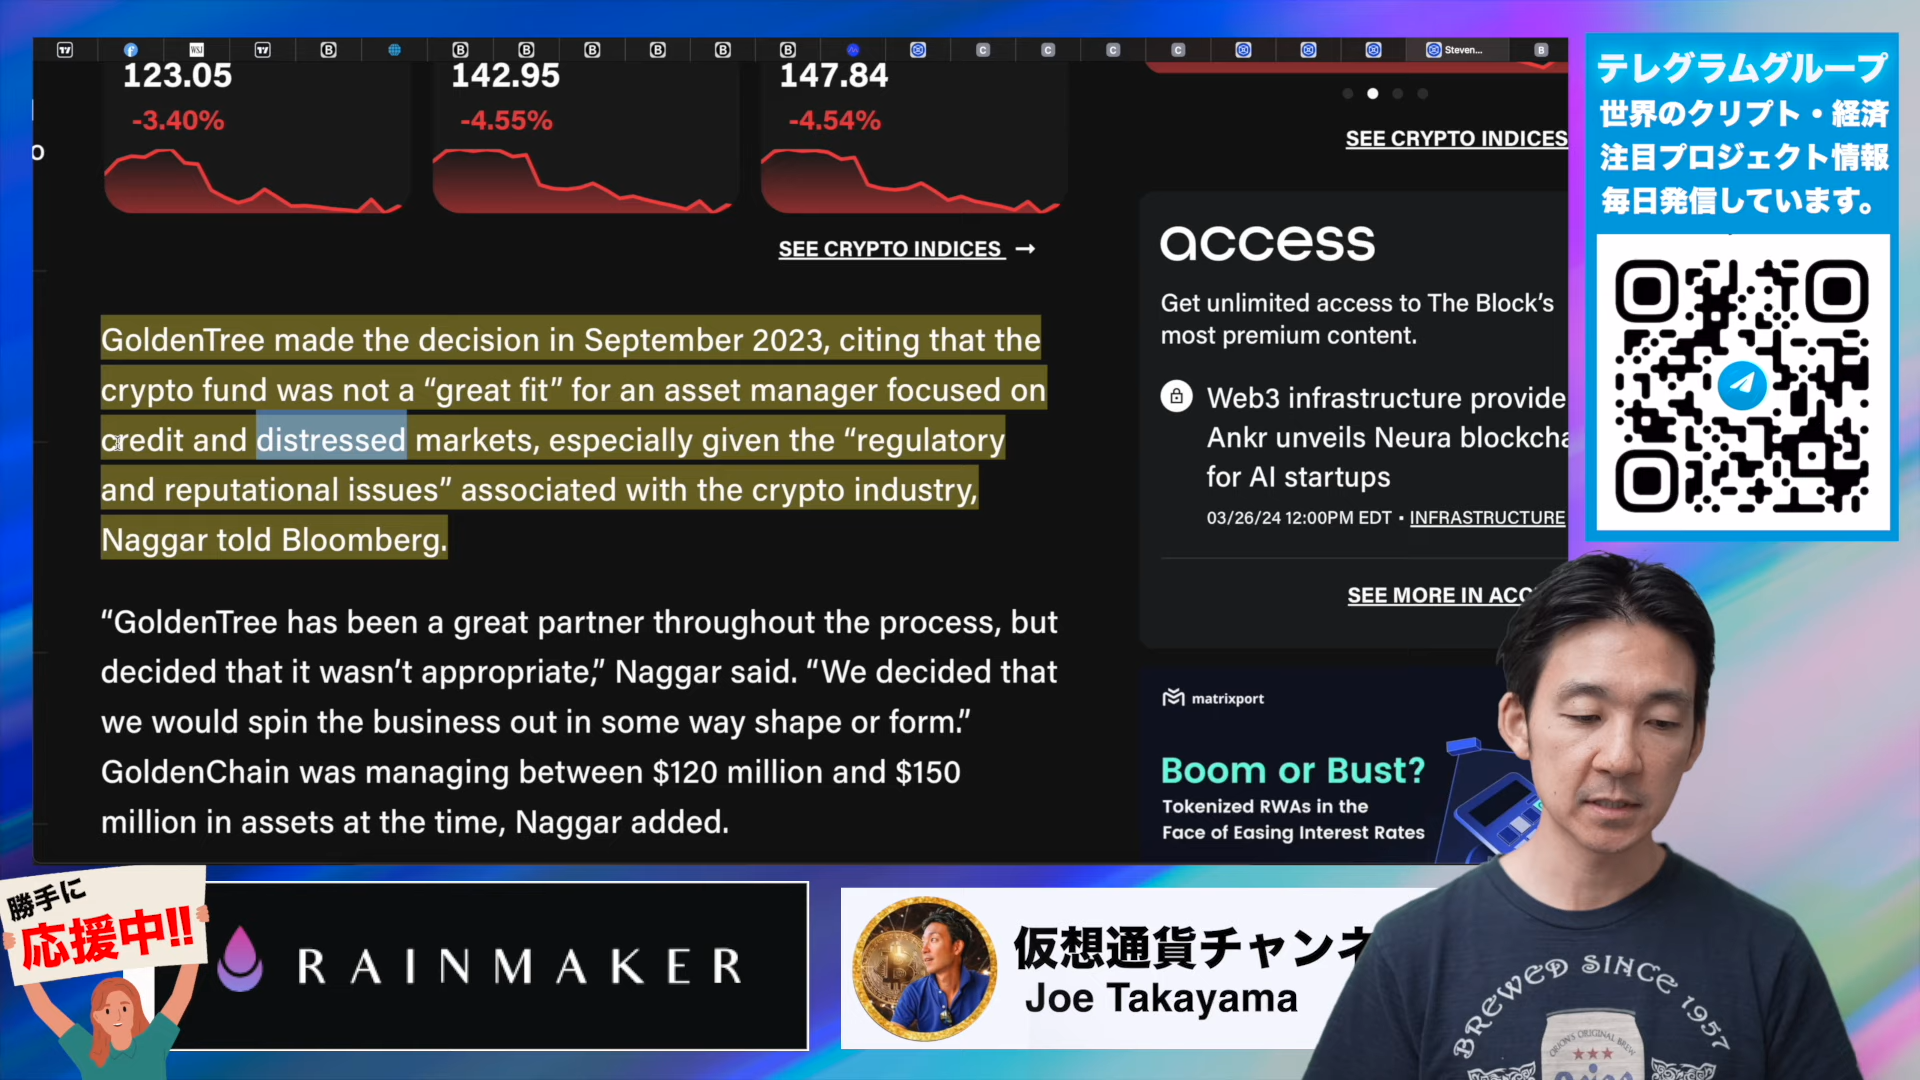 Steven...
123.05
142.95
147.84
-3.40%
-4.55%
-4.54%
SEE CRYPTO INDICES →
GoldenTree made the decision in September 2023, citing that the
crypto fund was not a “great fit” for an asset manager focused on
credit and distressed markets, especially given the “regulatory
and reputational issues” associated with the crypto industry,
Naggar told Bloomberg.
“GoldenTree has been a great partner throughout the process, but
decided that it wasn’t appropriate,” Naggar said. “We decided that
we would spin the business out in some way shape or form.”
GoldenChain was managing between $120 million and $150
million in assets at the time, Naggar added.
SEE CRYPTO INDICES
access
Get unlimited access to The Block’s
most premium content.
Web3 infrastructure provide
Ankr unveils Neura blockcha
for AI startups
03/26/24 12:00PM EDT • INFRASTRUCTURE
SEE MORE IN ACC
matrixport
Boom or Bust?
Tokenized RWAs in the
Face of Easing Interest Rates
テレグラムグループ
世界のクリプト・経済
注目プロジェクト情報
毎日発信しています。
勝手に
応援中!!
RAINMAKER
仮想通貨チャンネ
Joe Takayama
BREWED SINCE 1957
ORION'S ORIGINAL BREW